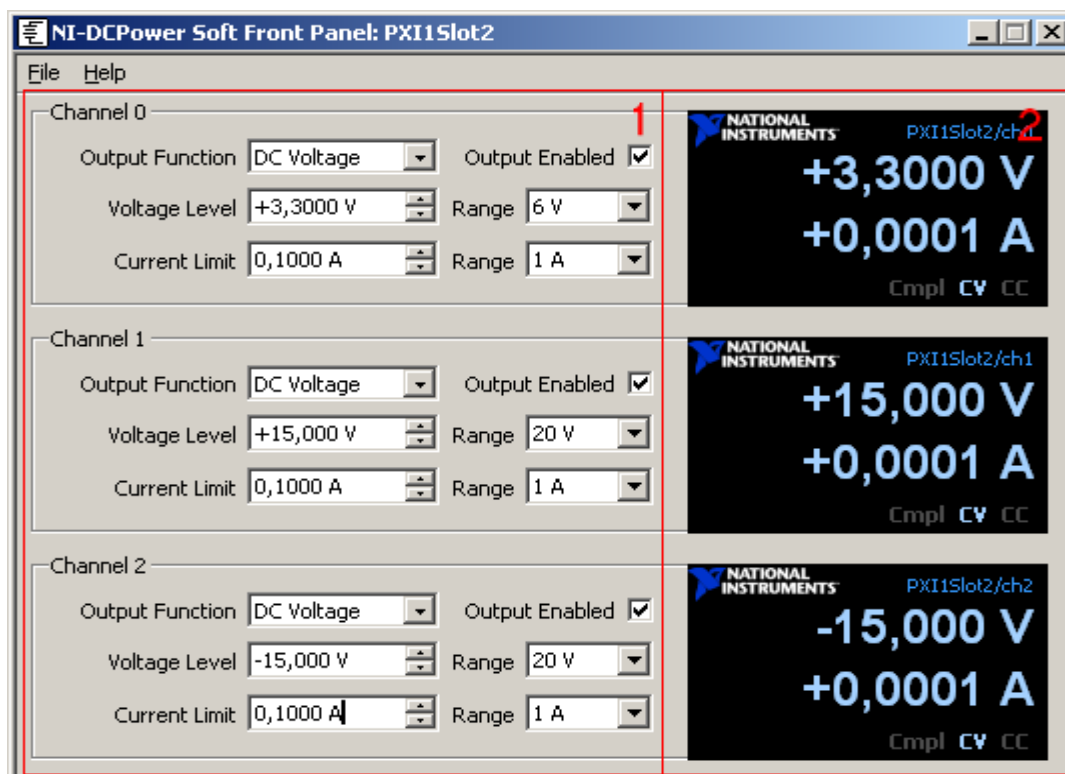 NI-DCPower Soft Front Panel: PXI1Slot2
File Help
Channel 0
1
Output Function DC Voltage Output Enabled
Voltage Level +3,3000 V Range 6 V
Current Limit 0,1000 A Range 1 A
NATIONAL INSTRUMENTS
2
+3,3000 V
+0,0001 A
Cmpl CV CC
Channel 1
Output Function DC Voltage Output Enabled
Voltage Level +15,000 V Range 20 V
Current Limit 0,1000 A Range 1 A
NATIONAL INSTRUMENTS
PXI1Slot2/ch1
+15,000 V
+0,0001 A
Cmpl CV CC
Channel 2
Output Function DC Voltage Output Enabled
Voltage Level -15,000 V Range 20 V
Current Limit 0,1000 A Range 1 A
NATIONAL INSTRUMENTS
PXI1Slot2/ch2
-15,000 V
+0,0001 A
Cmpl CV CC